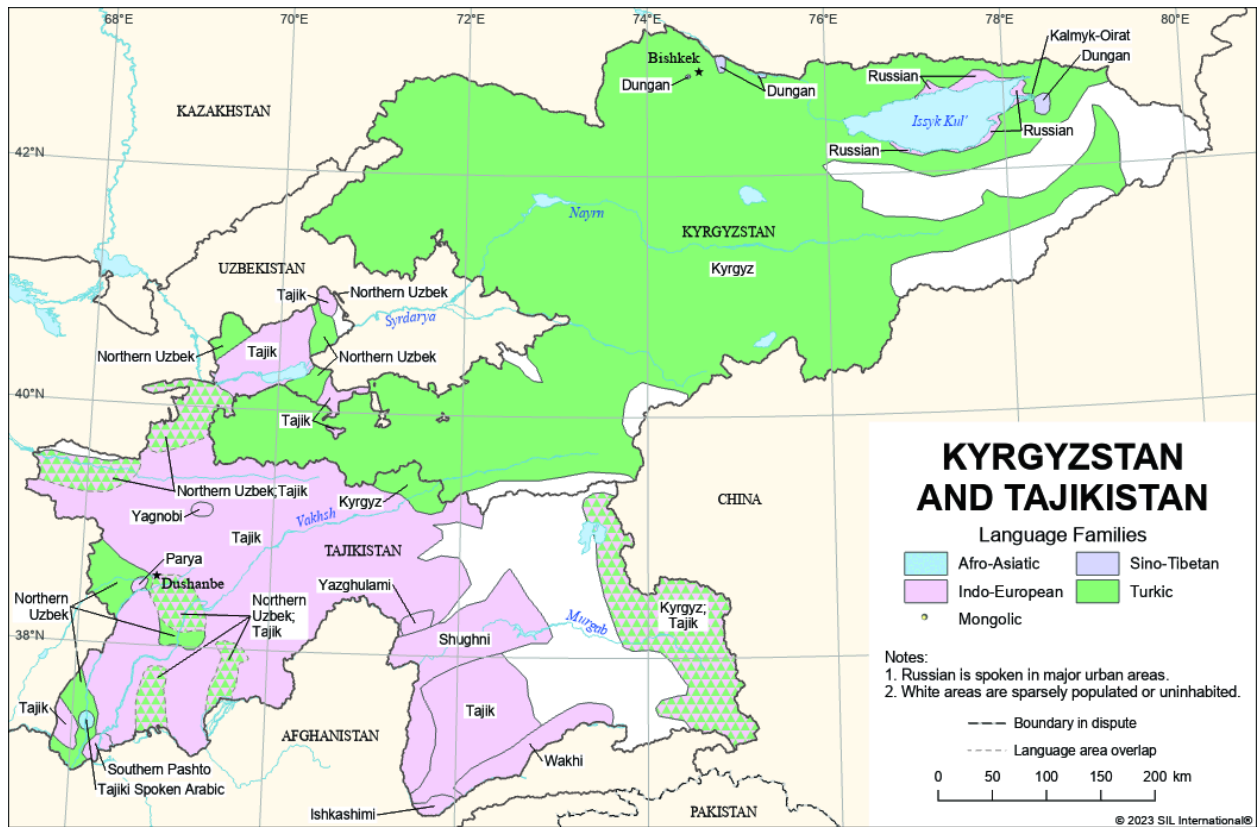 68°E
70°E
72°E
74°E
76°E
78°E
80°E
Kalmyk-Oirat
Dungan
Bishkek
Dungan
Dungan
Russian
KAZAKHSTAN
Issyk Kul'
Russian
Russian
42°N
Nayrn
KYRGYZSTAN
Kyrgyz
UZBEKISTAN
Tajik
Northern Uzbek
Syrdarya
Northern Uzbek
Tajik
Northern Uzbek
40°N
Tajik
Northern Uzbek;Tajik
Kyrgyz
Yagnobi
Vakhsh
CHINA
Tajik
TAJIKISTAN
Parya
Dushanbe
Yazghulami
Northern
Uzbek
Northern
Uzbek;
Tajik
Kyrgyz;
Tajik
38°N
Shughni
Murgab
Tajik
Tajik
AFGHANISTAN
Wakhi
Southern Pashto
Tajiki Spoken Arabic
Ishkashimi
PAKISTAN
KYRGYZSTAN
AND TAJIKISTAN
Language Families
Afro-Asiatic
Sino-Tibetan
Indo-European
Turkic
Mongolic
Notes:
1. Russian is spoken in major urban areas.
2. White areas are sparsely populated or uninhabited.
Boundary in dispute
Language area overlap
0 50 100 150 200 km
© 2023 SIL International®